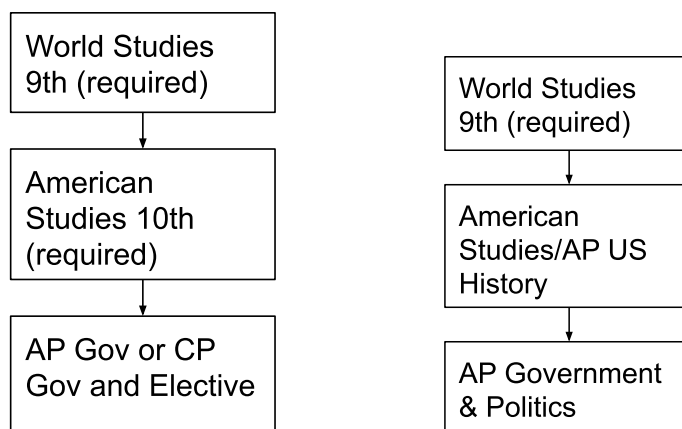 World Studies
9th (required)
American
Studies 10th
(required)
AP Gov or CP
Gov and Elective
World Studies
9th (required)
American
Studies/AP US
History
AP Government
& Politics